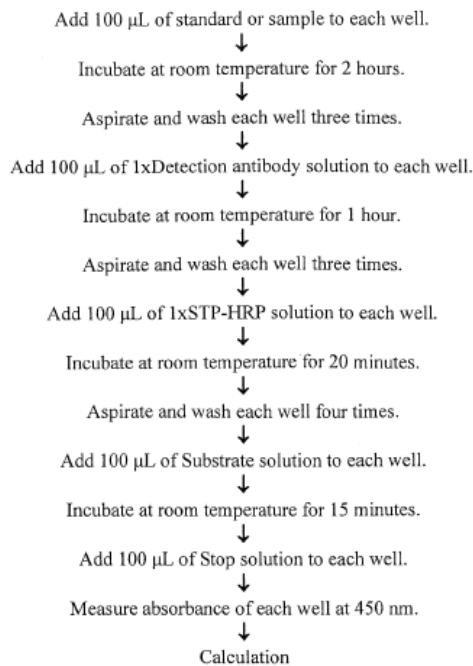 Add 100 µL of standard or sample to each well.
↓
Incubate at room temperature for 2 hours.
↓
Aspirate and wash each well three times.
↓
Add 100 µL of 1xDetection antibody solution to each well.
↓
Incubate at room temperature for 1 hour.
↓
Aspirate and wash each well three times.
↓
Add 100 µL of 1xSTP-HRP solution to each well.
↓
Incubate at room temperature for 20 minutes.
↓
Aspirate and wash each well four times.
↓
Add 100 µL of Substrate solution to each well.
↓
Incubate at room temperature for 15 minutes.
↓
Add 100 µL of Stop solution to each well.
↓
Measure absorbance of each well at 450 nm.
↓
Calculation